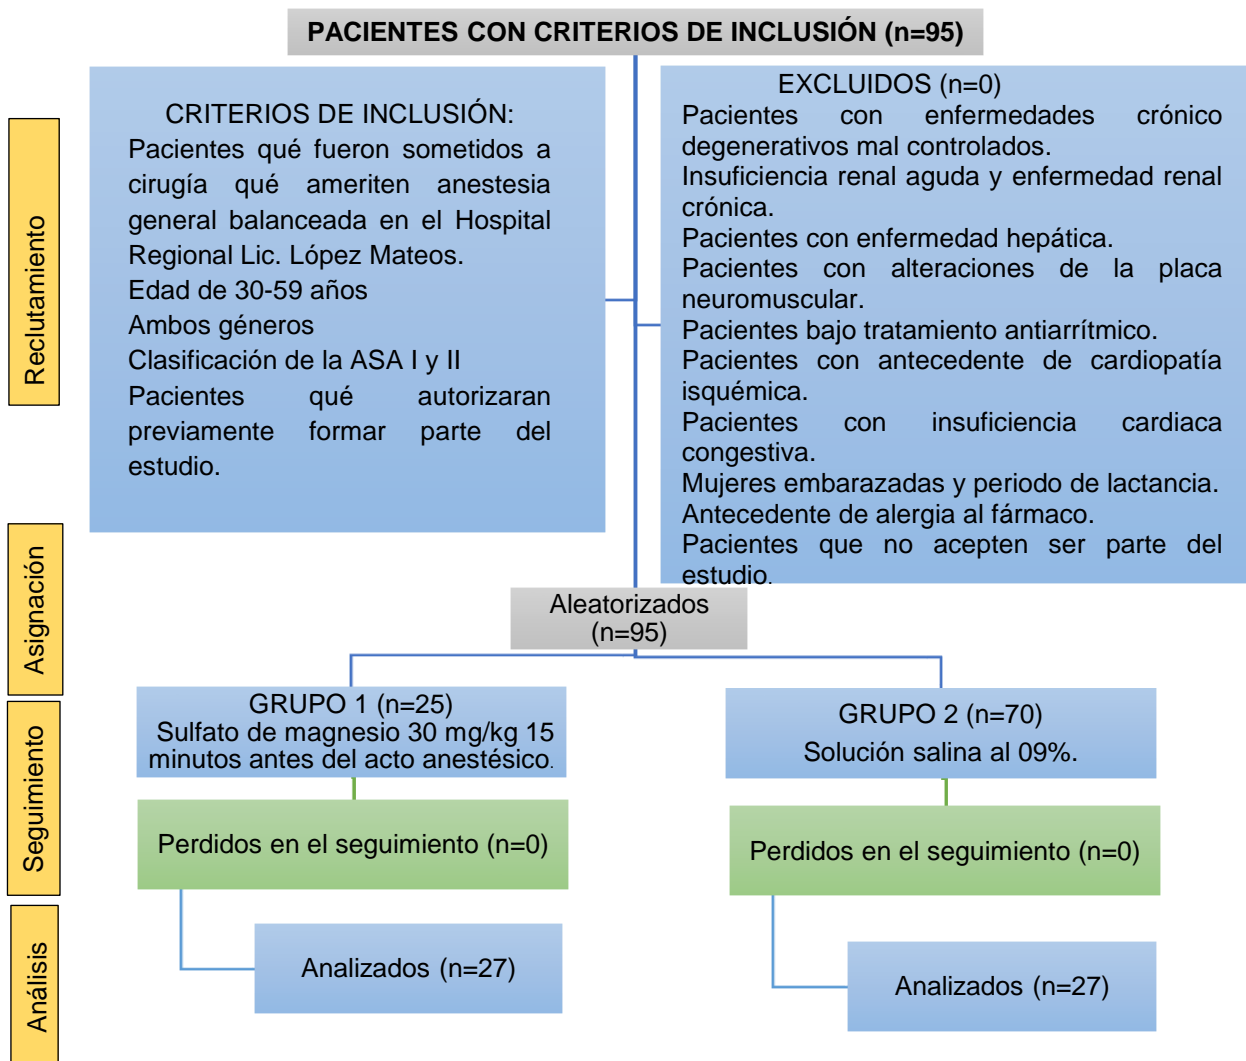 PACIENTES CON CRITERIOS DE INCLUSIÓN (n=95)
Reclutamiento
CRITERIOS DE INCLUSIÓN:
Pacientes qué fueron sometidos a
cirugía qué ameriten anestesia
general balanceada en el Hospital
Regional Lic. López Mateos.
Edad de 30-59 años
Ambos géneros
Clasificación de la ASA I y II
Pacientes qué autorizaran
previamente formar parte del
estudio.
EXCLUIDOS (n=0)
Pacientes con enfermedades crónico
degenerativos mal controlados.
Insuficiencia renal aguda y enfermedad renal
crónica.
Pacientes con enfermedad hepática.
Pacientes con alteraciones de la placa
neuromuscular.
Pacientes bajo tratamiento antiarrítmico.
Pacientes con antecedente de cardiopatía
isquémica.
Pacientes con insuficiencia cardiaca
congestiva.
Mujeres embarazadas y periodo de lactancia.
Antecedente de alergia al fármaco.
Pacientes que no acepten ser parte del
estudio.
Asignación
Aleatorizados
(n=95)
GRUPO 1 (n=25)
Sulfato de magnesio 30 mg/kg 15
minutos antes del acto anestésico.
GRUPO 2 (n=70)
Solución salina al 09%.
Seguimiento
Perdidos en el seguimiento (n=0)
Perdidos en el seguimiento (n=0)
Análisis
Analizados (n=27)
Analizados (n=27)